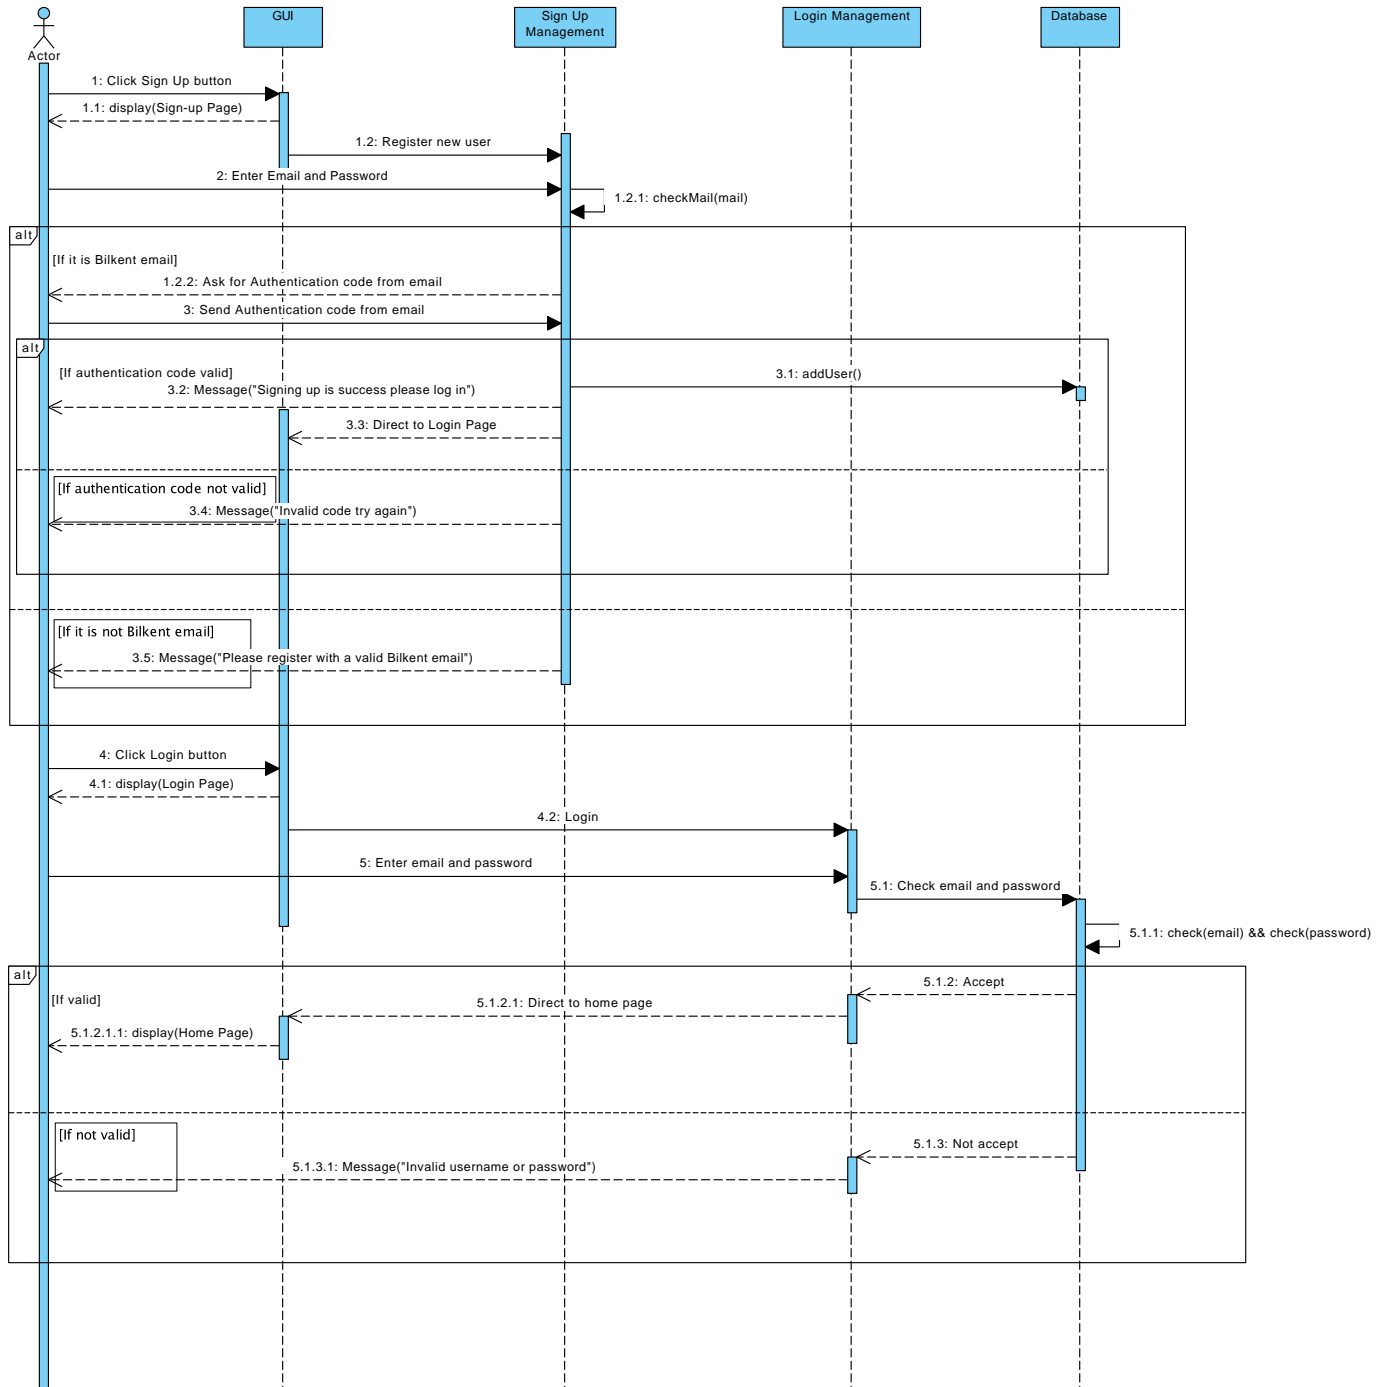 Actor
GUI
Sign Up
Management
Login Management
Database
1: Click Sign Up button
1.1: display(Sign-up Page)
1.2: Register new user
2: Enter Email and Password
1.2.1: checkMail(mail)
alt
[If it is Bilkent email]
1.2.2: Ask for Authentication code from email
3: Send Authentication code from email
alt
[If authentication code valid]
3.1: addUser()
3.2: Message("Signing up is success please log in")
3.3: Direct to Login Page
[If authentication code not valid]
3.4: Message("Invalid code try again")
[If it is not Bilkent email]
3.5: Message("Please register with a valid Bilkent email")
4: Click Login button
4.1: display(Login Page)
4.2: Login
5: Enter email and password
5.1: Check email and password
5.1.1: check(email) && check(password)
alt
[If valid]
5.1.2: Accept
5.1.2.1: Direct to home page
5.1.2.1.1: display(Home Page)
[If not valid]
5.1.3: Not accept
5.1.3.1: Message("Invalid username or password")